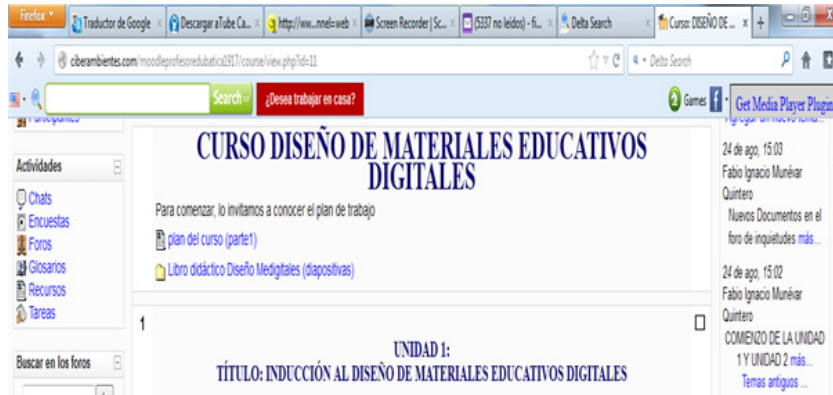 Firefox
Traductor de Google
Descargar aTube Ca...
http://ww...nnel=web
Screen Recorder | Sc...
(5337 no leídos) - fi...
Delta Search
Curso: DISEÑO DE ...
ciberambientes.com/moodleprofesoredubatica1917/course/view.php?id=11
Delta Search
Search»
¿Desea trabajar en casa?
2 Games
Get Media Player Plugin
Participantes
Agregar un nuevo tema...
Actividades
Chats
Encuestas
Foros
Glosarios
Recursos
Tareas
Buscar en los foros
CURSO DISEÑO DE MATERIALES EDUCATIVOS
DIGITALES
Para comenzar, lo invitamos a conocer el plan de trabajo
plan del curso (parte1)
Libro didáctico Diseño Medigitales (diapositivas)
1
UNIDAD 1:
TÍTULO: INDUCCIÓN AL DISEÑO DE MATERIALES EDUCATIVOS DIGITALES
24 de ago, 15:03
Fabio Ignacio Munévar
Quintero
Nuevos Documentos en el
foro de inquietudes más...
24 de ago, 15:02
Fabio Ignacio Munévar
Quintero
COMIENZO DE LA UNIDAD
1 Y UNIDAD 2 más...
Temas antiguos ...